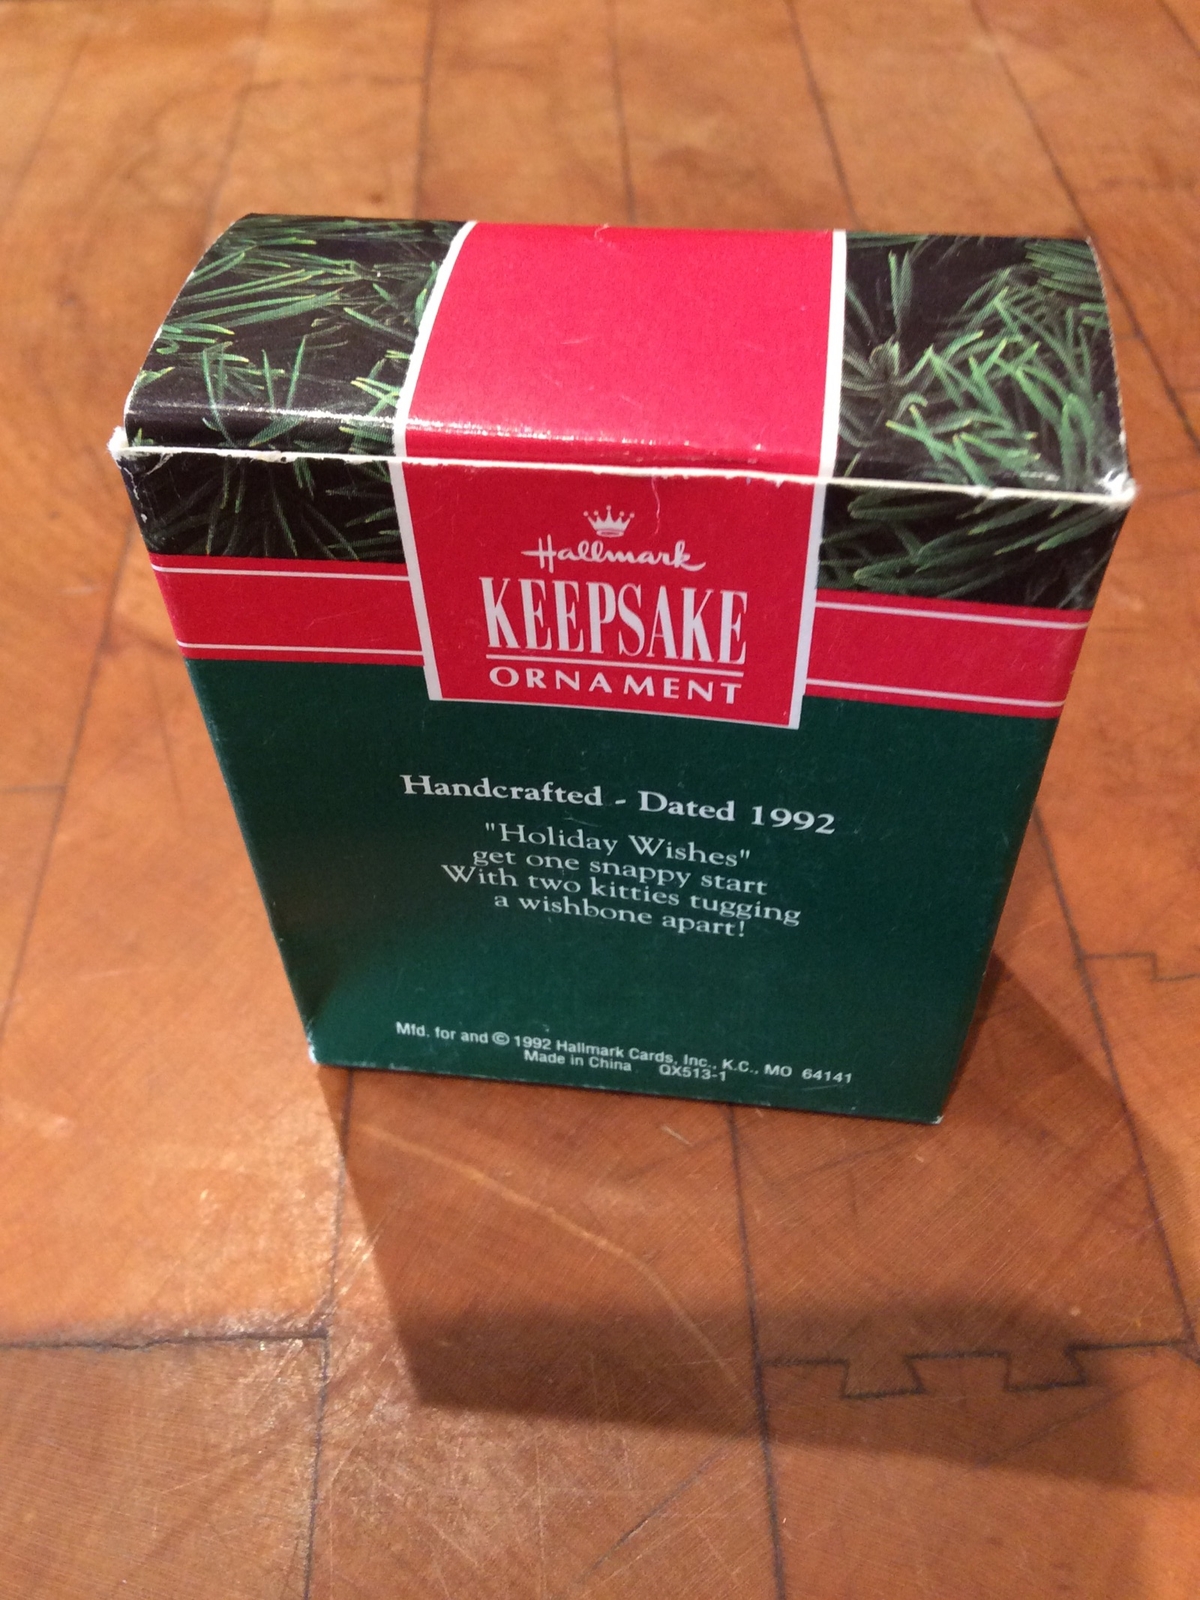 Hallmark
KEEPSAKE
ORNAMENT
Handcrafted - Dated 1992
"Holiday Wishes"
get one snappy start
With two kitties tugging
a wishbone apart!
Mfd. for and © 1992 Hallmark Cards, Inc., K.C., MO 64141
Made in China QX513-1